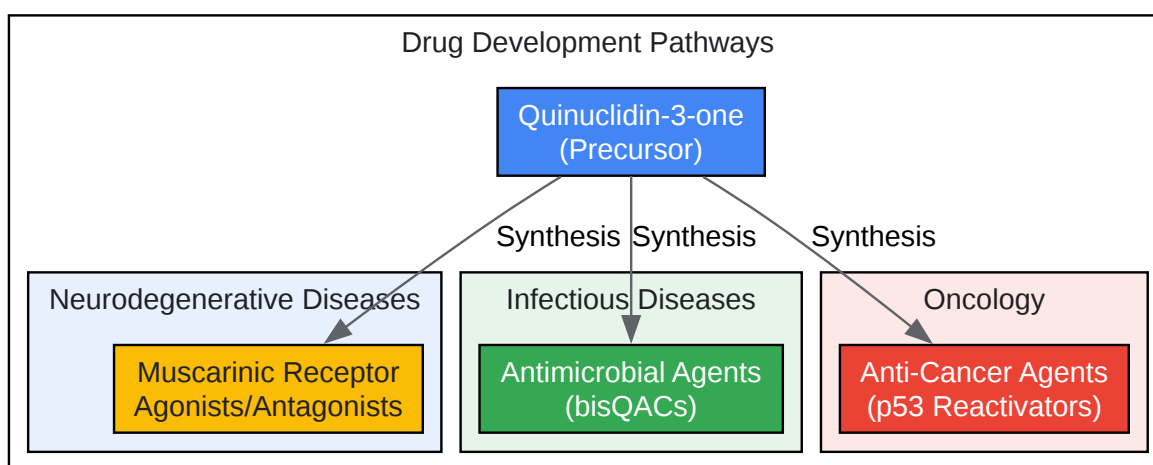 Drug Development Pathways
Quinuclidin-3-one
(Precursor)
Synthesis
Synthesis
Synthesis
Neurodegenerative Diseases
Infectious Diseases
Oncology
Muscarinic Receptor
Agonists/Antagonists
Antimicrobial Agents
(bisQACs)
Anti-Cancer Agents
(p53 Reactivators)